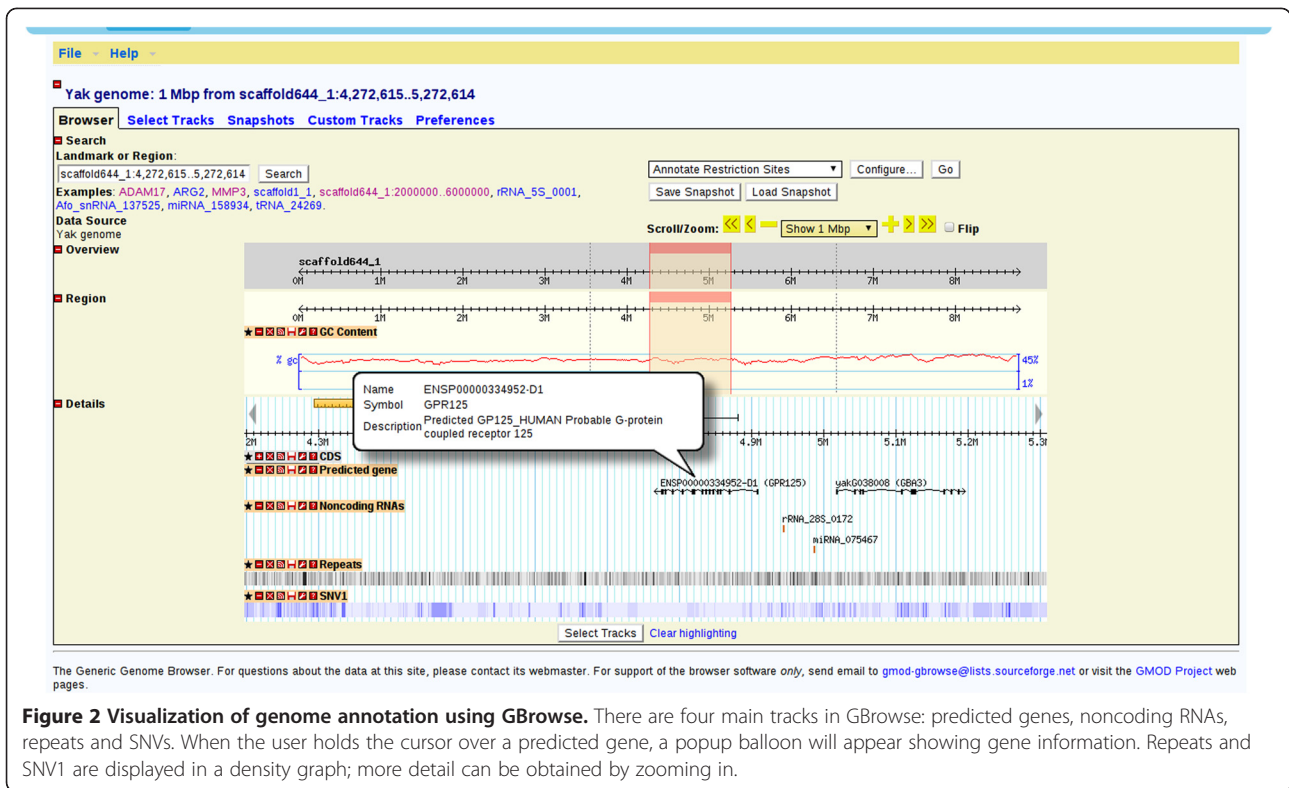 File Help
Yak genome: 1 Mbp from scaffold644_1:4,272,615..5,272,614
Browser Select Tracks Snapshots Custom Tracks Preferences
Search
Landmark or Region:
scaffold644_1:4,272,615..5,272,614 Search
Annotate Restriction Sites Configure... Go
Examples: ADAM17, ARG2, MMP3, scaffold1_1, scaffold644_1:2000000..6000000, rRNA_5S_0001,
Afo_snRNA_137525, miRNA_158934, tRNA_24269.
Save Snapshot Load Snapshot
Data Source
Yak genome
Scroll/Zoom: << < Show 1 Mbp > >> Flip
Overview
scaffold644_1
0M 1M 2M 3M 4M 5M 6M 7M 8M
Region
0M 1M 2M 3M 4M 5M 6M 7M 8M
GC Content
% gc 45%
1%
Details
Name ENSP00000334952-D1
Symbol GPR125
Description Predicted GP125_HUMAN Probable G-protein
coupled receptor 125
2M 4.3M 4.9M 5M 5.1M 5.2M 5.3
CDS
Predicted gene
ENSP00000334952-D1 (GPR125) yakG038008 (GBA3)
Noncoding RNAs
rRNA_28S_0172
miRNA_075467
Repeats
SNV1
Select Tracks Clear highlighting
The Generic Genome Browser. For questions about the data at this site, please contact its webmaster. For support of the browser software only, send email to gmod-gbrowse@lists.sourceforge.net or visit the GMOD Project web
pages.
Figure 2 Visualization of genome annotation using GBrowse. There are four main tracks in GBrowse: predicted genes, noncoding RNAs,
repeats and SNVs. When the user holds the cursor over a predicted gene, a popup balloon will appear showing gene information. Repeats and
SNV1 are displayed in a density graph; more detail can be obtained by zooming in.